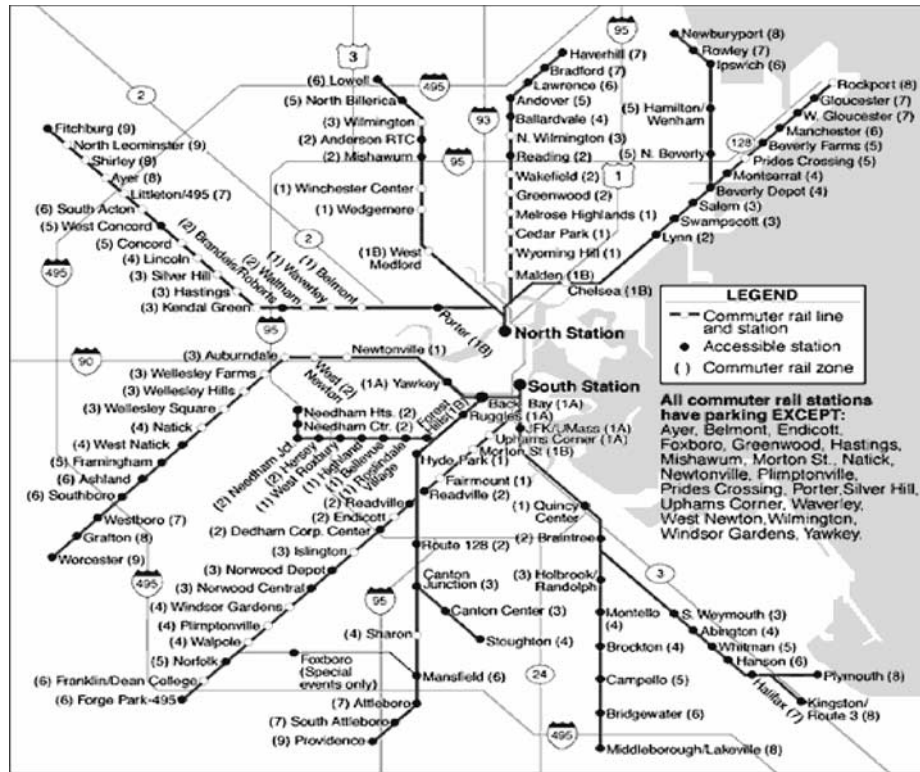 Newburyport (8)
Rowley (7)
Ipswich (6)
(5) Hamilton/
Wenham
(5) N. Beverly
Rockport (8)
Gloucester (7)
W. Gloucester (7)
Manchester (6)
Beverly Farms (5)
Prides Crossing (5)
Montserrat (4)
Beverly Depot (4)
Salem (3)
Swampscott (3)
Lynn (2)
Chelsea (1B)
Haverhill (7)
Bradford (7)
Lawrence (6)
Andover (5)
Ballardvale (4)
N. Wilmington (3)
Reading (2)
Wakefield (2)
Greenwood (2)
Melrose Highlands (1)
Cedar Park (1)
Wyoming Hill (1)
Malden (1B)
(6) Lowell
(5) North Billerica
(3) Wilmington
(2) Anderson RTC
(2) Mishawum
(1) Winchester Center
(1) Wedgemere
(1B) West
Medford
Fitchburg (9)
North Leominster (9)
Shirley (9)
Ayer (8)
Littleton/495 (7)
(6) South Acton
(5) West Concord
(5) Concord
(4) Lincoln
(3) Silver Hill
(3) Hastings
(3) Kendal Green
(2) Brandeis/Roberts
(2) Waltham
(1) Waverley
(1) Belmont
Porter (1B)
North Station
South Station
Back
Bay (1A)
Ruggles (1A)
(1A) Yawkey
Newtonville (1)
West (2)
Newton
(3) Auburndale
(3) Wellesley Farms
(3) Wellesley Hills
(3) Wellesley Square
(4) Natick
(4) West Natick
(5) Framingham
(6) Ashland
(6) Southboro
Westboro (7)
Grafton (8)
Worcester (9)
Needham Hts. (2)
Needham Ctr. (2)
(2) Needham Jct.
(2) Hersey
(1) West Roxbury
(1) Highland
(1) Bellevue
(1) Roslindale
Village
Forest
Hills (1B)
JFK/UMass (1A)
Uphams Corner (1A)
Morton St (1B)
Hyde Park (1)
Fairmount (1)
Readville (2)
(2) Readville
(2) Endicott
(2) Dedham Corp. Center
(3) Islington
(3) Norwood Depot
(3) Norwood Central
(4) Windsor Gardens
(4) Plimptonville
(4) Walpole
(5) Norfolk
(6) Franklin/Dean College
(6) Forge Park-495
Foxboro
(Special
events only)
Route 128 (2)
Canton
Junction (3)
Canton Center (3)
Stoughton (4)
(4) Sharon
Mansfield (6)
(7) Attleboro
(7) South Attleboro
(9) Providence
(1) Quincy
Center
(2) Braintree
(3) Holbrook/
Randolph
Montello
(4)
Brockton (4)
Campello (5)
Bridgewater (6)
Middleborough/Lakeville (8)
S. Weymouth (3)
Abington (4)
Whitman (5)
Hanson (6)
Halifax
(7)
Plymouth (8)
Kingston/
Route 3 (8)
LEGEND
Commuter rail line
and station
Accessible station
( ) Commuter rail zone
All commuter rail stations
have parking EXCEPT:
Ayer, Belmont, Endicott,
Foxboro, Greenwood, Hastings,
Mishawum, Morton St., Natick,
Newtonville, Plimptonville,
Prides Crossing, Porter,Silver Hill,
Uphams Corner, Waverley,
West Newton,Wilmington,
Windsor Gardens, Yawkey.
2
3
495
93
95
95
1
128
2
495
95
90
95
495
24
3
495